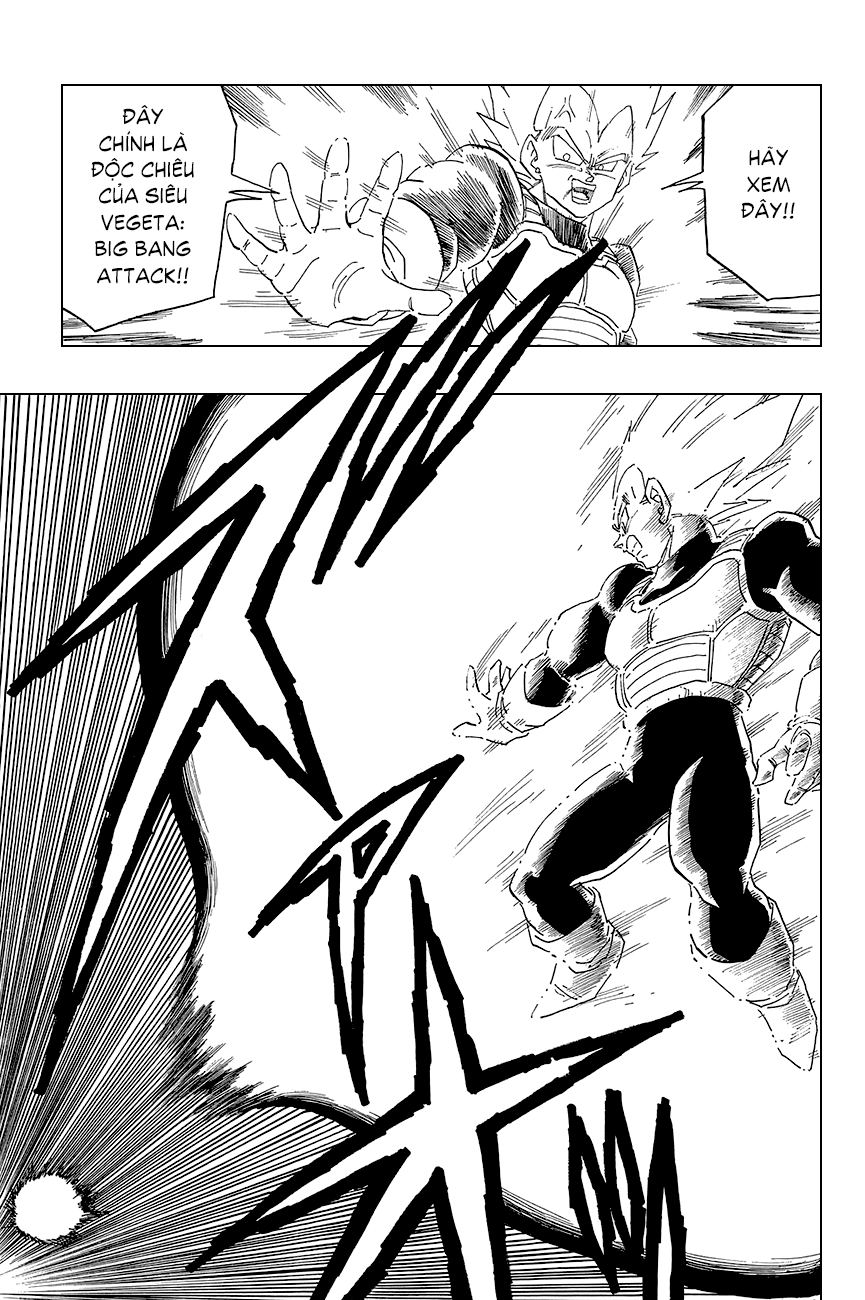 HÃY
XEM
ĐÂY!!
ĐÂY
CHÍNH LÀ
ĐỘC CHIÊU
CỦA SIÊU
VEGETA:
BIG BANG
ATTACK!!